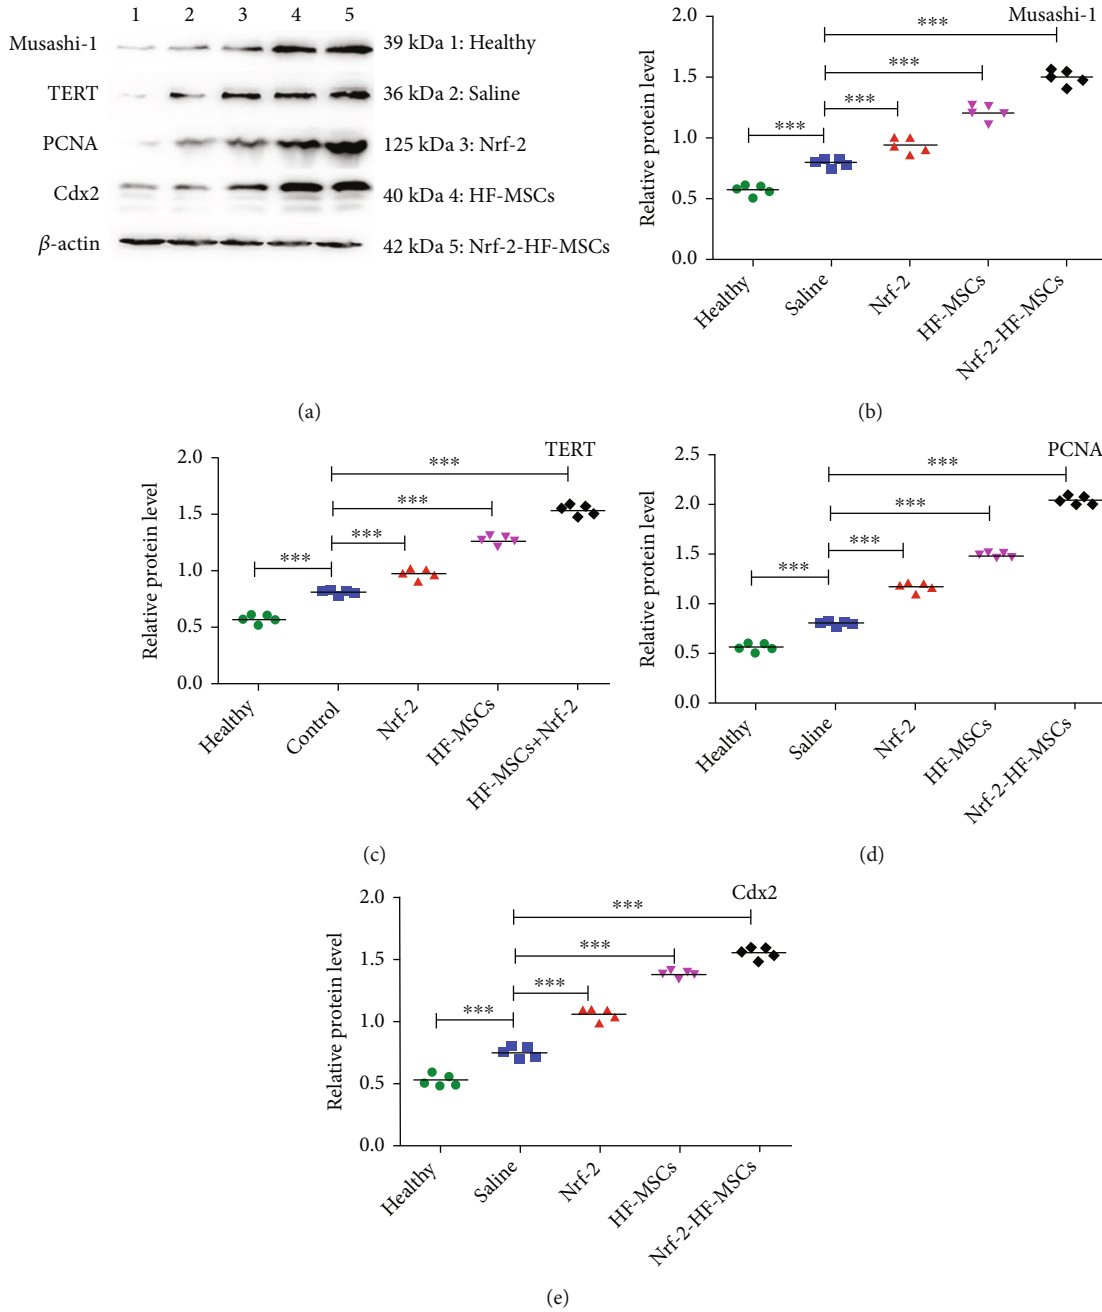 1 2 3 4 5
Musashi-1 39 kDa 1: Healthy
TERT 36 kDa 2: Saline
PCNA 125 kDa 3: Nrf-2
Cdx2 40 kDa 4: HF-MSCs
β-actin 42 kDa 5: Nrf-2-HF-MSCs
(a)
Musashi-1
Relative protein level
2.0
1.5
1.0
0.5
0.0
***
***
***
***
Healthy
Saline
Nrf-2
HF-MSCs
Nrf-2-HF-MSCs
(b)
TERT
Relative protein level
2.0
1.5
1.0
0.5
0.0
***
***
***
***
Healthy
Control
Nrf-2
HF-MSCs
HF-MSCs+Nrf-2
(c)
PCNA
Relative protein level
2.5
2.0
1.5
1.0
0.5
0.0
***
***
***
***
Healthy
Saline
Nrf-2
HF-MSCs
Nrf-2-HF-MSCs
(d)
Cdx2
Relative protein level
2.0
1.5
1.0
0.5
0.0
***
***
***
***
Healthy
Saline
Nrf-2
HF-MSCs
Nrf-2-HF-MSCs
(e)